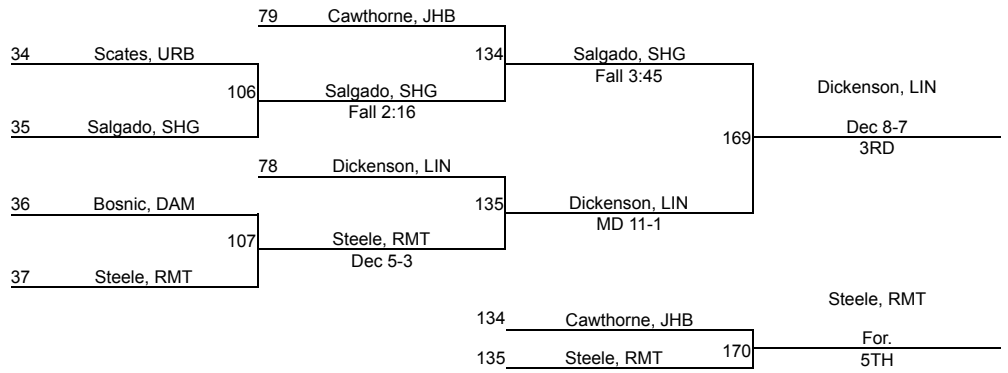 79 Cawthorne, JHB
34 Scates, URB
134 Salgado, SHG
Fall 3:45
106 Salgado, SHG
Fall 2:16
Dickenson, LIN
35 Salgado, SHG
169 Dec 8-7
3RD
78 Dickenson, LIN
36 Bosnic, DAM
135 Dickenson, LIN
MD 11-1
107 Steele, RMT
Dec 5-3
37 Steele, RMT
Steele, RMT
134 Cawthorne, JHB
170 For.
5TH
135 Steele, RMT